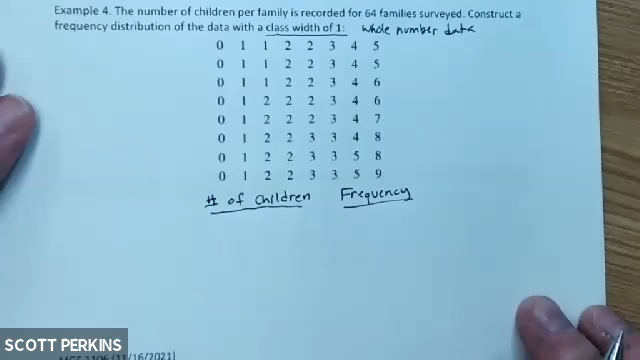 Example 4. The number of children per family is recorded for 64 families surveyed. Construct a
frequency distribution of the data with a class width of 1: whole number data
0 1 1 2 2 3 4 5
0 1 1 2 2 3 4 5
0 1 1 2 2 3 4 6
0 1 2 2 2 3 4 6
0 1 2 2 2 3 4 7
0 1 2 2 3 3 4 8
0 1 2 2 3 3 5 8
0 1 2 2 3 3 5 9
# of Children Frequency
SCOTT PERKINS
MGF 1106 (11/16/2021)